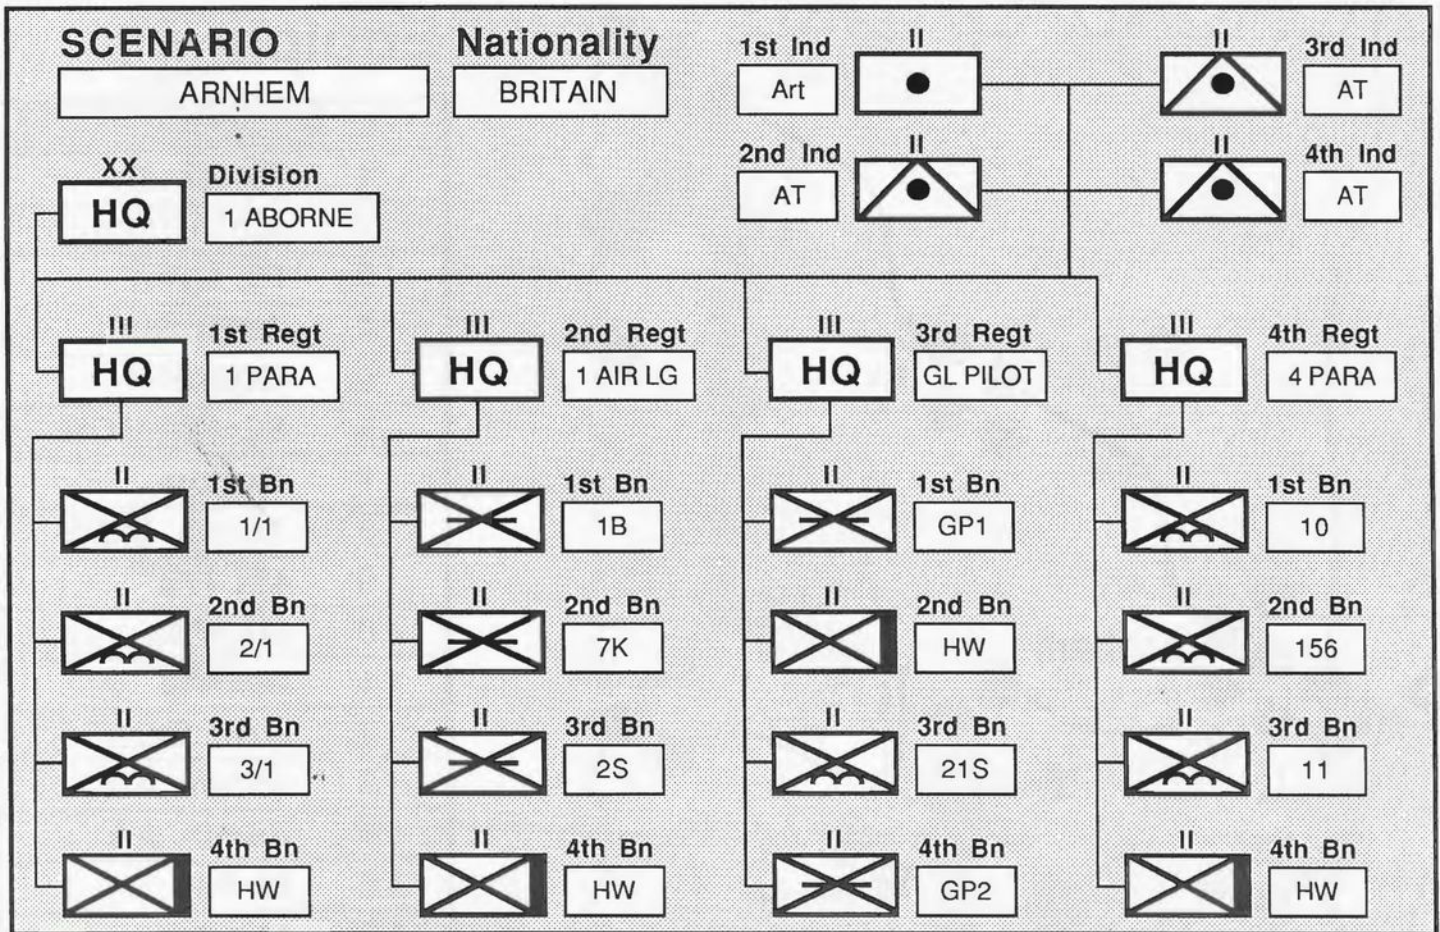 SCENARIO Nationality
ARNHEM BRITAIN
1st Ind II II 3rd Ind
Art AT
2nd Ind II II 4th Ind
AT AT
XX Division
HQ 1 ABORNE
III 1st Regt III 2nd Regt III 3rd Regt III 4th Regt
HQ 1 PARA HQ 1 AIR LG HQ GL PILOT HQ 4 PARA
II 1st Bn II 1st Bn II 1st Bn II 1st Bn
1/1 1B GP1 10
II 2nd Bn II 2nd Bn II 2nd Bn II 2nd Bn
2/1 7K HW 156
II 3rd Bn II 3rd Bn II 3rd Bn II 3rd Bn
3/1 2S 21S 11
II 4th Bn II 4th Bn II 4th Bn II 4th Bn
HW HW GP2 HW